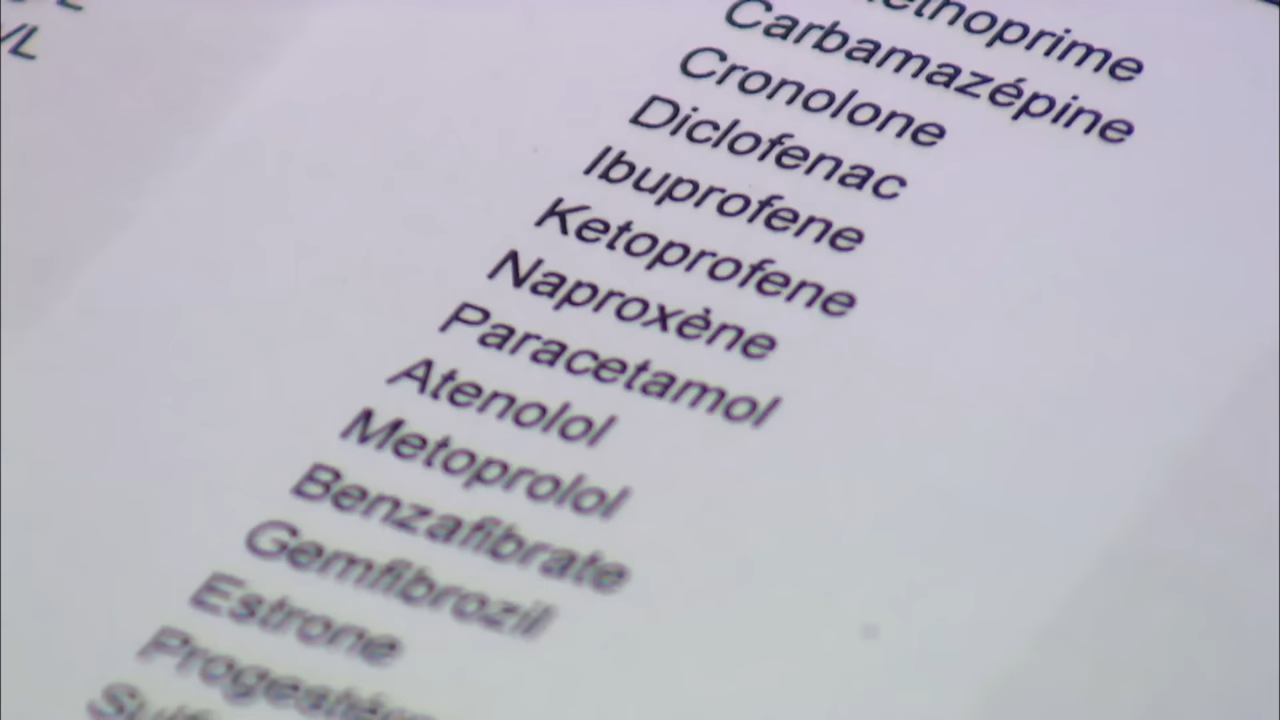 /L
Carbamazépine
Cronolone
Diclofenac
Ibuprofene
Ketoprofene
Naproxène
Paracetamol
Atenolol
Metoprolol
Benzafibrate
Gemfibrozil
Estrone